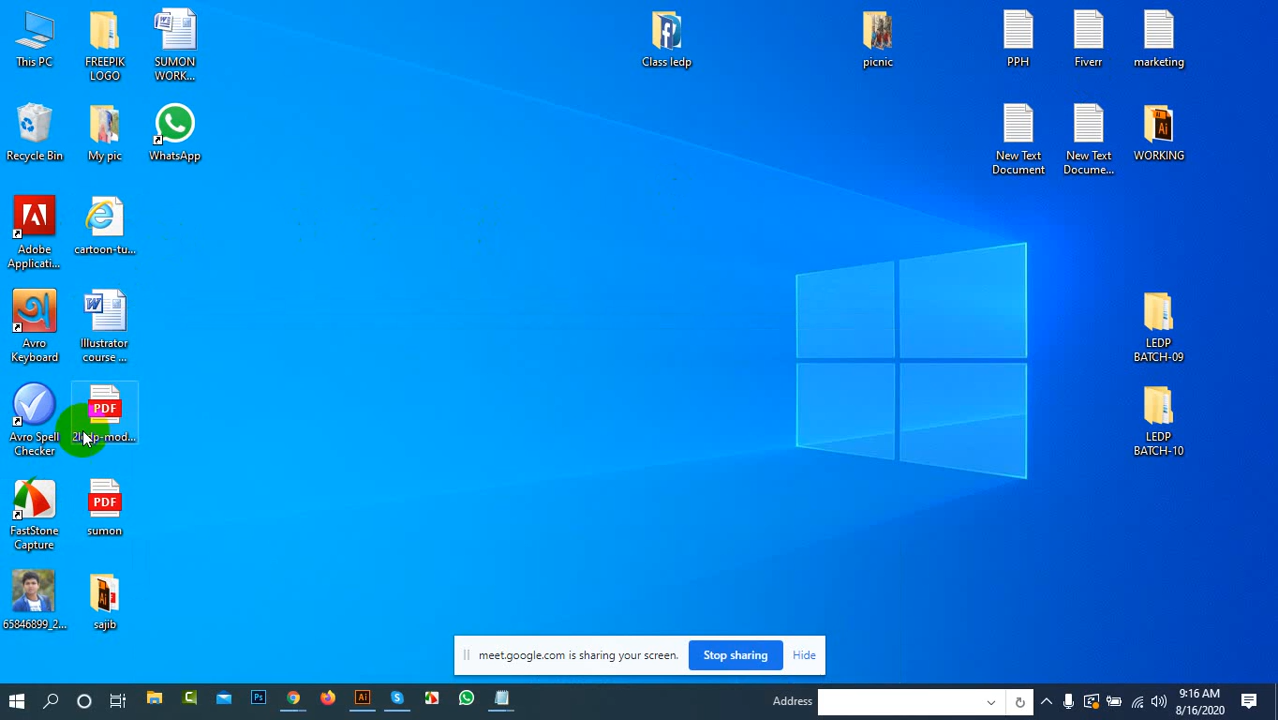 This PC
FREEPIK
LOGO
SUMON
WORK...
Class ledp
picnic
PPH
Fiverr
marketing
Recycle Bin
My pic
WhatsApp
New Text
Document
New Text
Docume...
WORKING
Adobe
Applicati...
cartoon-tu...
Avro
Keyboard
Illustrator
course ...
LEDP
BATCH-09
PDF
Avro Spell
Checker
LEDP
BATCH-10
PDF
FastStone
Capture
sumon
65846899_2...
sajib
meet.google.com is sharing your screen.
Stop sharing
Hide
Address
9:16 AM
8/16/2020